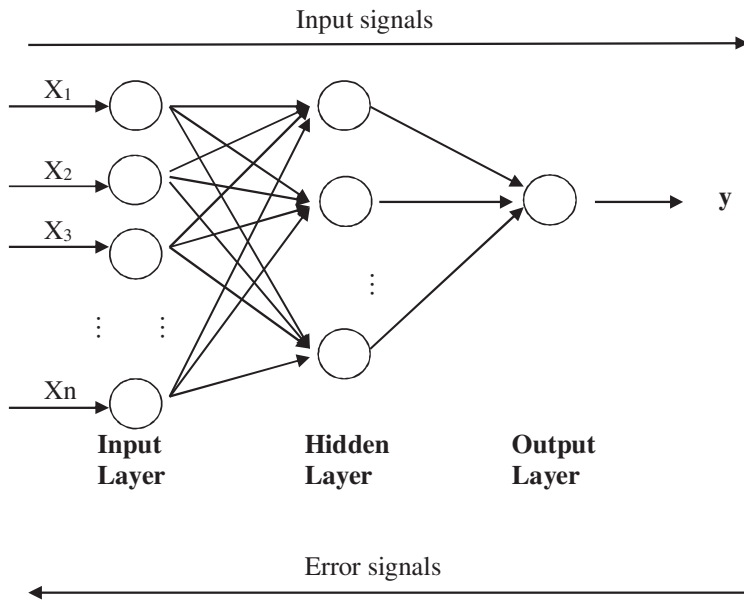 Input signals
X₁
X₂
X₃
⋮ ⋮
⋮
Xn
y
Input
Layer
Hidden
Layer
Output
Layer
Error signals